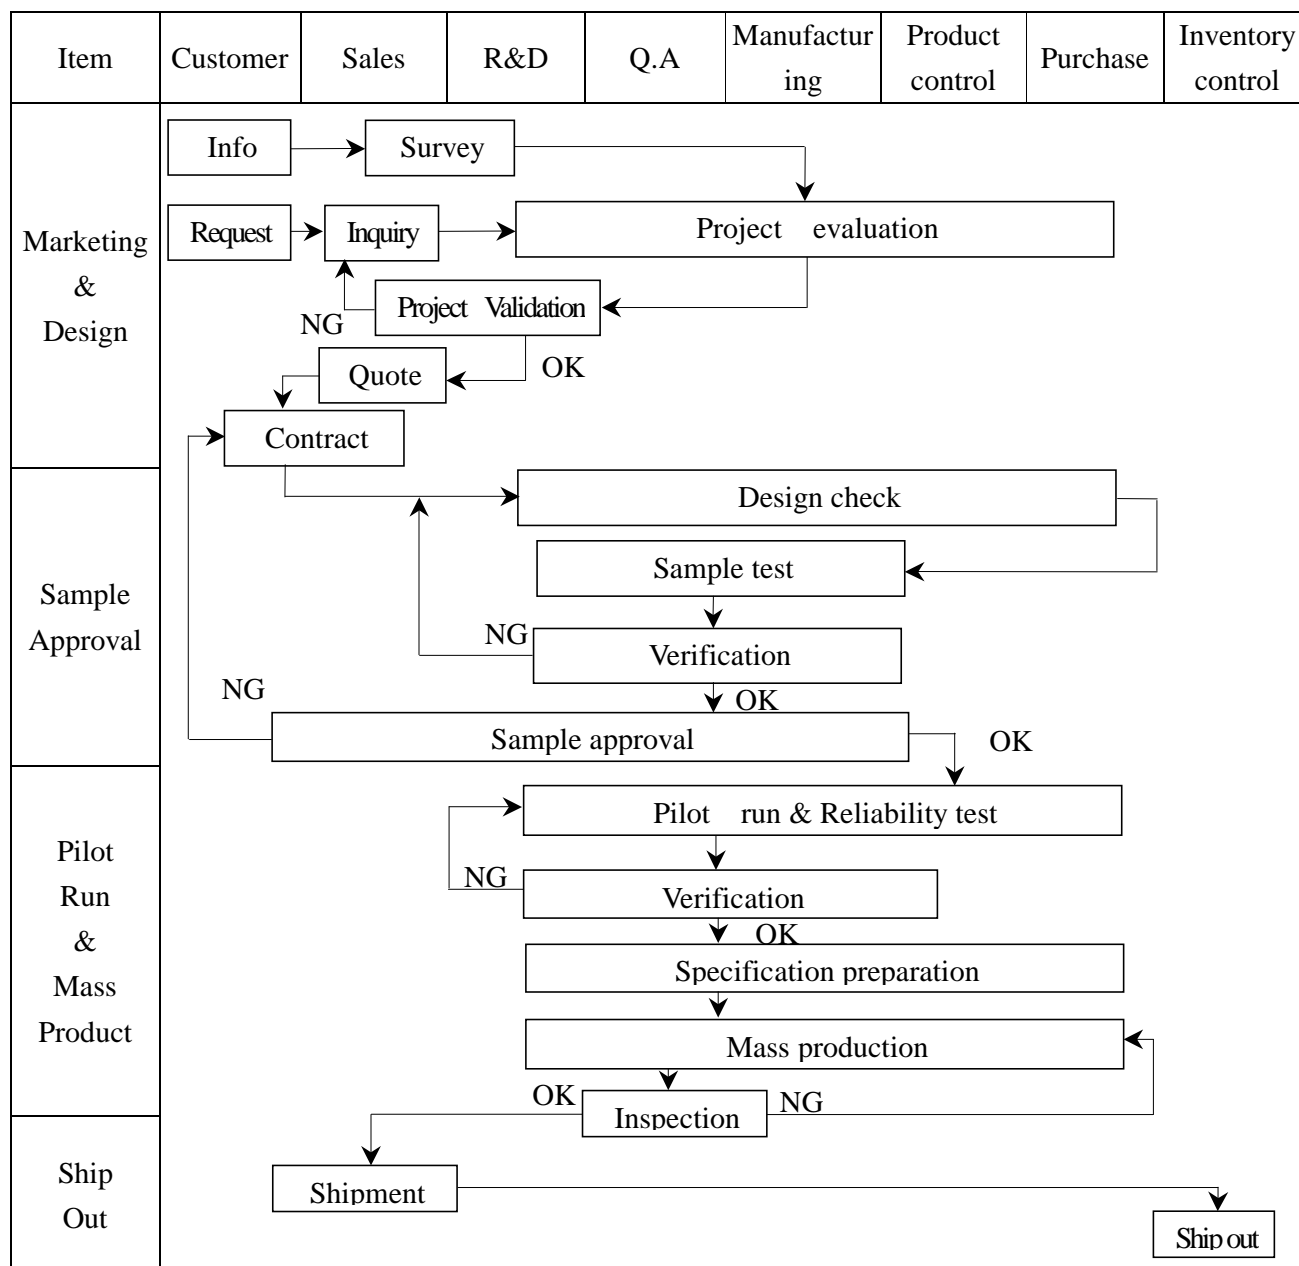 Item
Customer
Sales
R&D
Q.A
Manufactur
ing
Product
control
Purchase
Inventory
control
Marketing
&
Design
Info
Survey
Request
Inquiry
Project evaluation
Project Validation
NG
OK
Quote
Contract
Sample
Approval
Design check
Sample test
NG
Verification
OK
NG
Sample approval
OK
Pilot
Run
&
Mass
Product
Pilot run & Reliability test
NG
Verification
OK
Specification preparation
Mass production
OK
Inspection
NG
Ship
Out
Shipment
Ship out